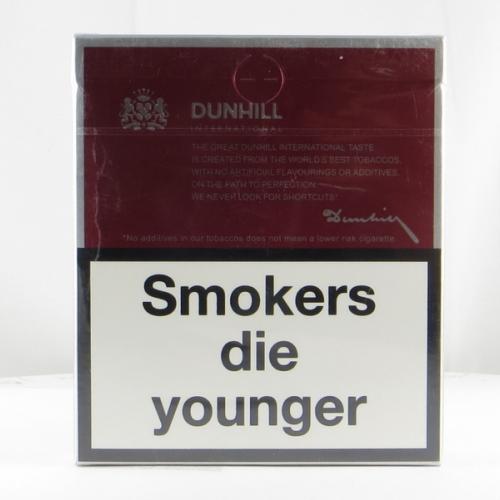 DUNHILL
INTERNATIONAL
THE GREAT DUNHILL INTERNATIONAL TASTE
IS CREATED FROM THE WORLD'S BEST TOBACCOS,
WITH NO ARTIFICIAL FLAVOURINGS OR ADDITIVES.
ON THE PATH TO PERFECTION,
WE NEVER LOOK FOR SHORTCUTS*
Dunhill
*No additives in our tobaccos does not mean a lower risk cigarette.
Smokers
die
younger